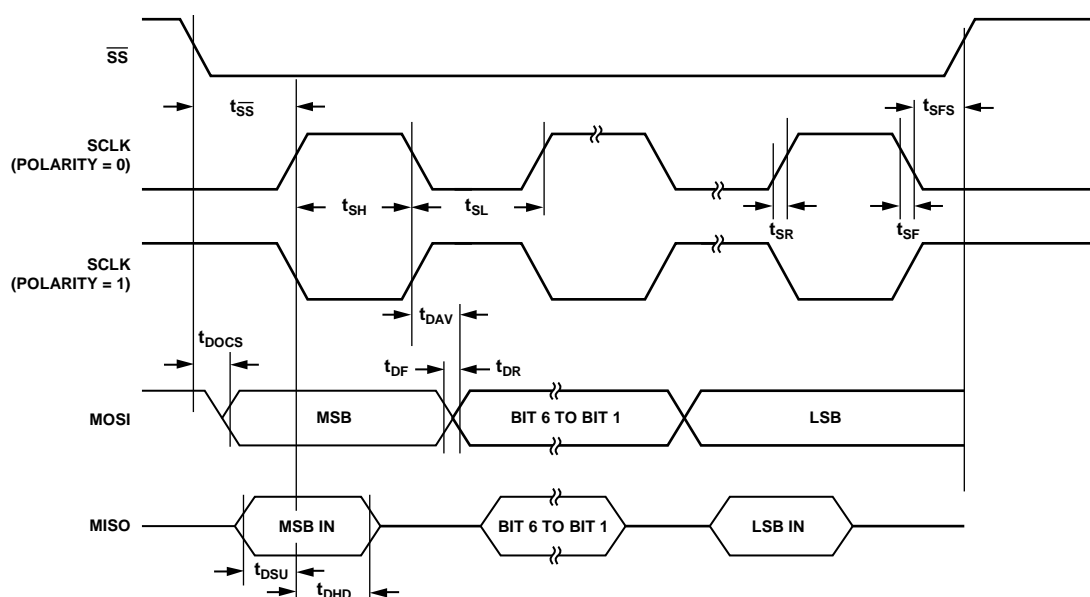 SS
tSS
tSFS
SCLK
(POLARITY = 0)
tSH
tSL
tSR
tSF
SCLK
(POLARITY = 1)
tDAV
tDOCS
tDF
tDR
MOSI
MSB
BIT 6 TO BIT 1
LSB
MISO
MSB IN
BIT 6 TO BIT 1
LSB IN
tDSU
tDHD